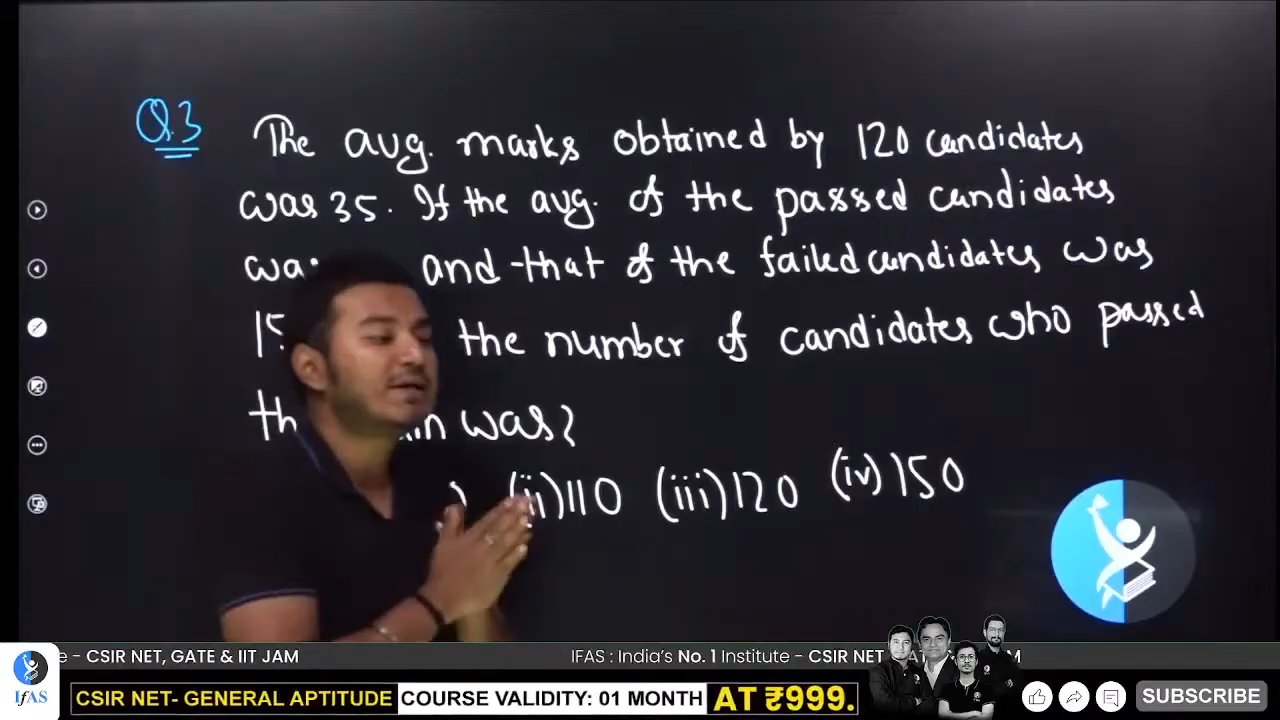 Q.3 The avg. marks obtained by 120 candidates
was 35. If the avg. of the passed candidates
and that of the failed candidates was
15 the number of candidates who passed
was?
(ii) 110 (iii) 120 (iv) 150
- CSIR NET, GATE & IIT JAM IFAS : India's No. 1 Institute - CSIR NET
IFAS
CSIR NET- GENERAL APTITUDE COURSE VALIDITY: 01 MONTH AT ₹999.
SUBSCRIBE